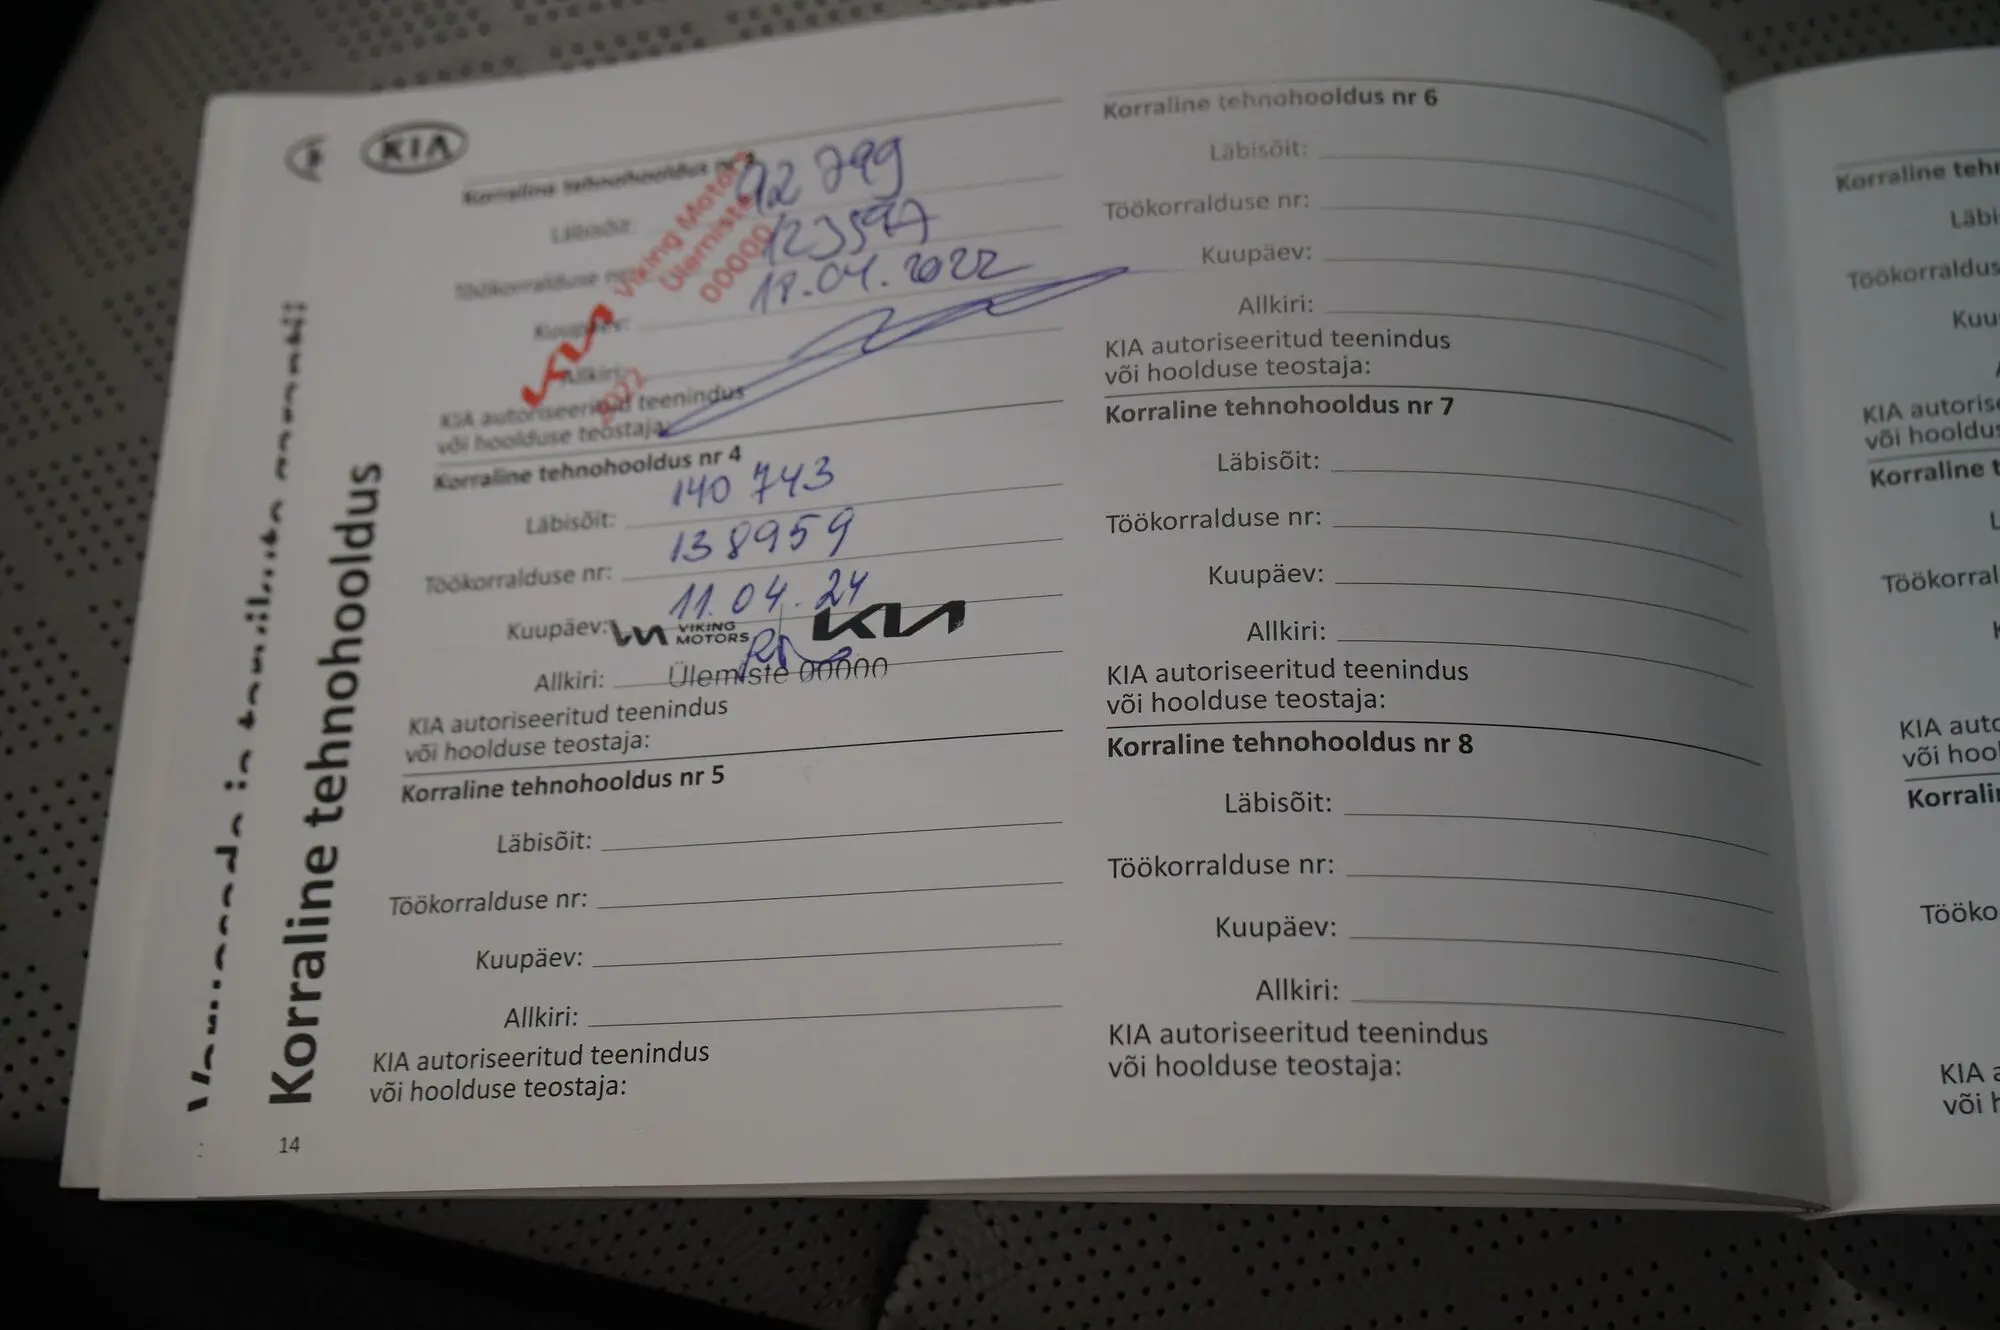 KIA
Korraline tehnohooldus nr 3
Läbisõit: 92 799
Töökorralduse nr: 123597
Kuupäev: 18.04.2022
Allkiri:
Viking Motors
Ülemiste
00000
KIA autoriseeritud teenindus
või hoolduse teostaja:
Korraline tehnohooldus nr 4
Läbisõit: 140 743
Töökorralduse nr: 138959
Kuupäev: 11.04.24
VIKING
MOTORS
KIA
Allkiri: Ülemiste 00000
KIA autoriseeritud teenindus
või hoolduse teostaja:
Korraline tehnohooldus nr 5
Läbisõit:
Töökorralduse nr:
Kuupäev:
Allkiri:
KIA autoriseeritud teenindus
või hoolduse teostaja:
Korraline tehnohooldus
14
Korraline tehnohooldus nr 6
Läbisõit:
Töökorralduse nr:
Kuupäev:
Allkiri:
KIA autoriseeritud teenindus
või hoolduse teostaja:
Korraline tehnohooldus nr 7
Läbisõit:
Töökorralduse nr:
Kuupäev:
Allkiri:
KIA autoriseeritud teenindus
või hoolduse teostaja:
Korraline tehnohooldus nr 8
Läbisõit:
Töökorralduse nr:
Kuupäev:
Allkiri:
KIA autoriseeritud teenindus
või hoolduse teostaja: